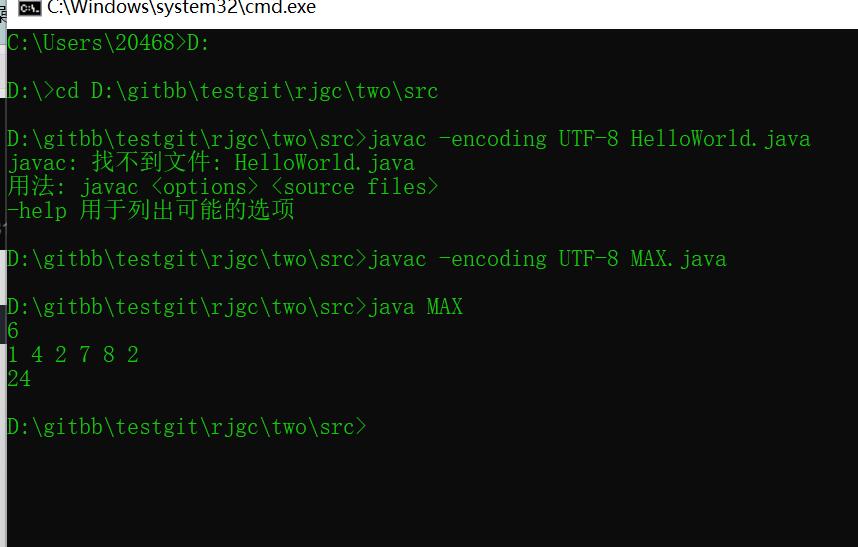 C:\Windows\system32\cmd.exe
C:\Users\20468>D:
D:\>cd D:\gitbb\testgit\rjgc\two\src
D:\gitbb\testgit\rjgc\two\src>javac -encoding UTF-8 HelloWorld.java
javac: 找不到文件: HelloWorld.java
用法: javac <options> <source files>
-help 用于列出可能的选项
D:\gitbb\testgit\rjgc\two\src>javac -encoding UTF-8 MAX.java
D:\gitbb\testgit\rjgc\two\src>java MAX
6
1 4 2 7 8 2
24
D:\gitbb\testgit\rjgc\two\src>